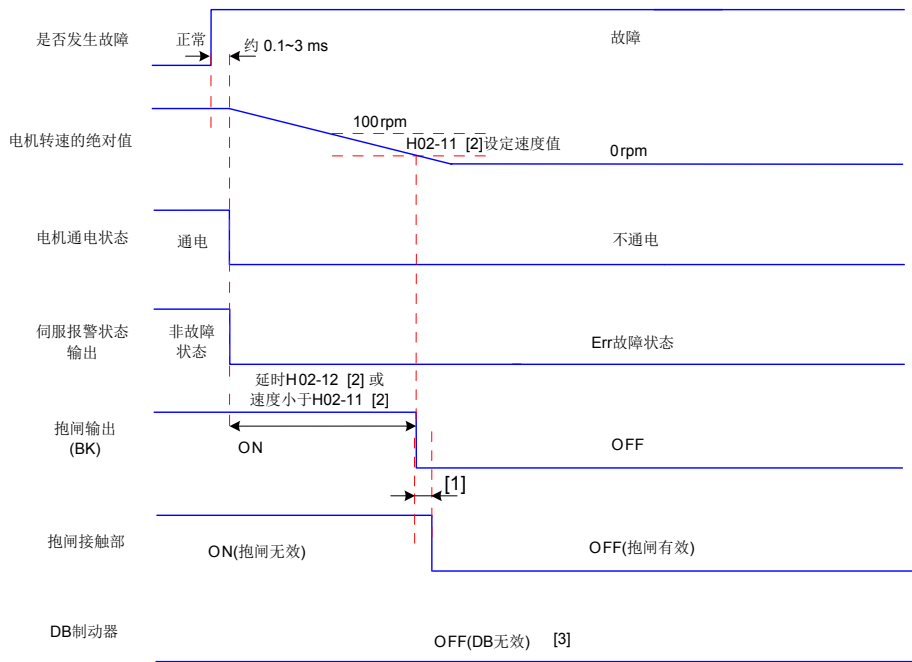 是否发生故障
正常
约 0.1~3 ms
故障
电机转速的绝对值
100rpm
H02-11 [2]设定速度值
0rpm
电机通电状态
通电
不通电
伺服报警状态
输出
非故障
状态
Err故障状态
延时H02-12 [2] 或
速度小于H02-11 [2]
抱闸输出
(BK)
ON
OFF
[1]
抱闸接触部
ON(抱闸无效)
OFF(抱闸有效)
DB制动器
OFF(DB无效) [3]